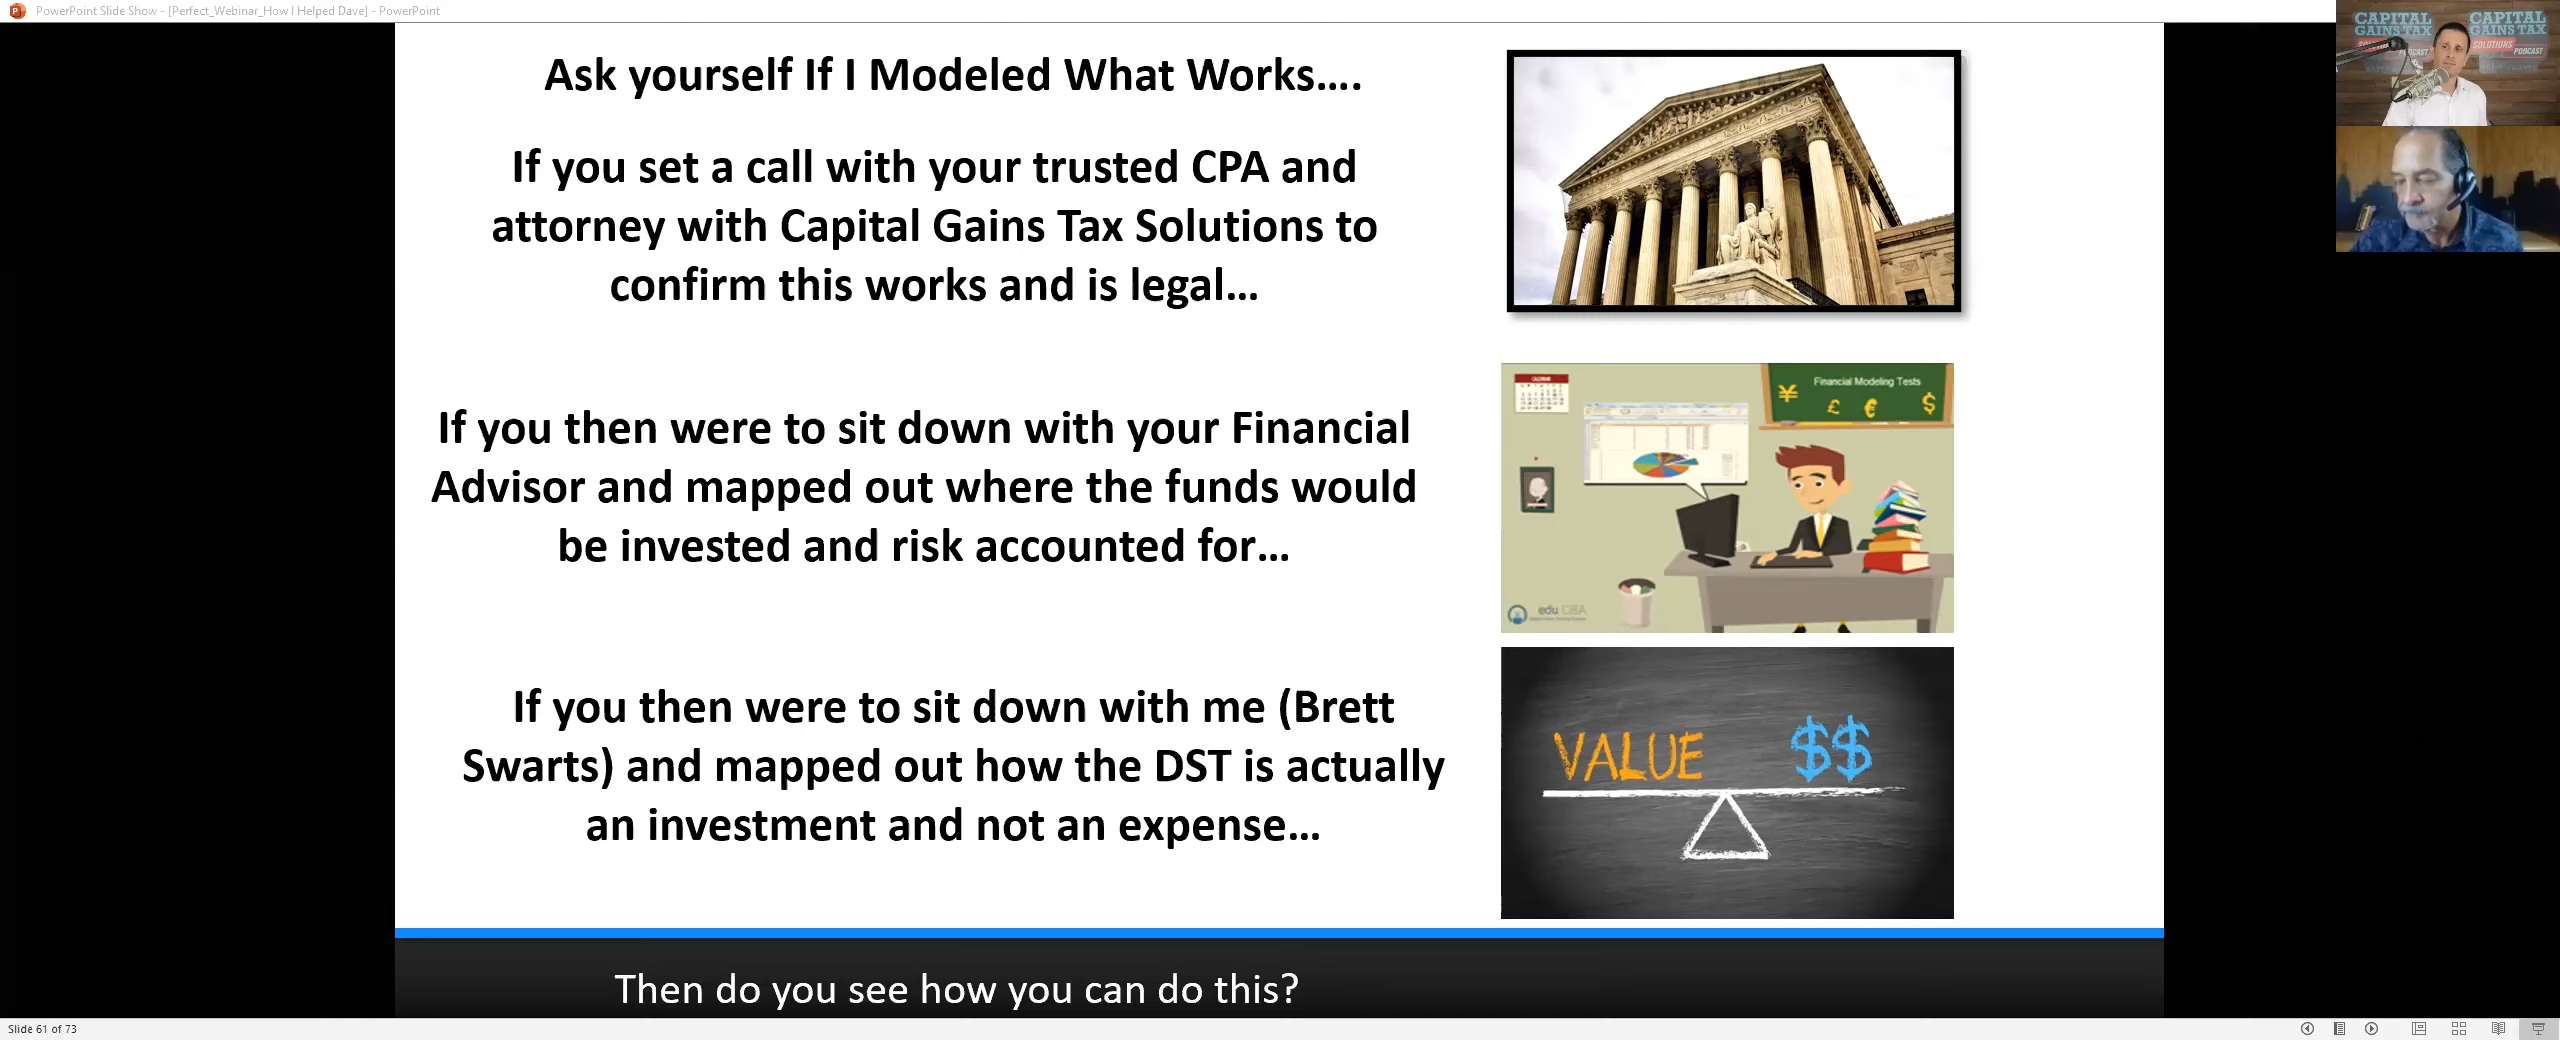 PowerPoint Slide Show - [Perfect_Webinar_How I Helped Dave] - PowerPoint
CAPITAL
GAINS TAX
SOLUTIONS
PODCAST
CAPITAL
GAINS TAX
SOLUTIONS
PODCAST
Ask yourself If I Modeled What Works....
If you set a call with your trusted CPA and
attorney with Capital Gains Tax Solutions to
confirm this works and is legal...
CALENDAR
Financial Modeling Tests
¥ £ € $
edu CBA
If you then were to sit down with your Financial
Advisor and mapped out where the funds would
be invested and risk accounted for...
If you then were to sit down with me (Brett
Swarts) and mapped out how the DST is actually
an investment and not an expense...
VALUE $$
Then do you see how you can do this?
Slide 61 of 73